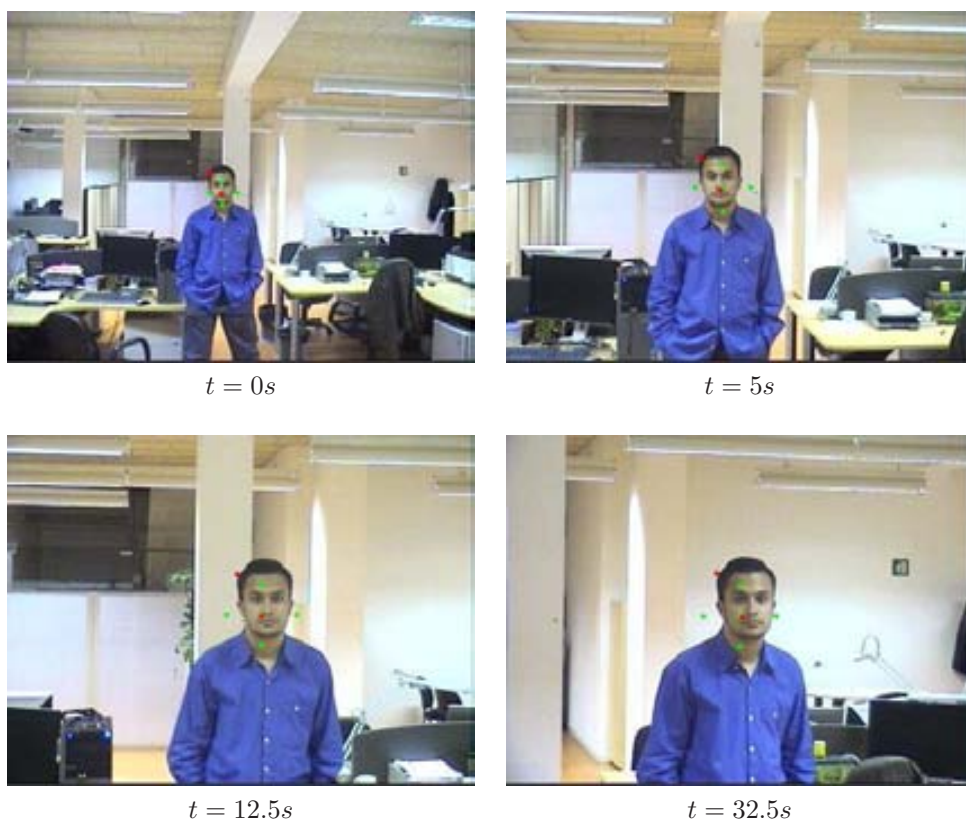 t = 0s
t = 5s
t = 12.5s
t = 32.5s